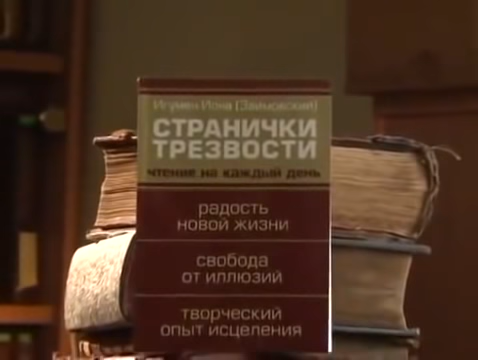 Игумен Иона (Займовский)
СТРАНИЧКИ
ТРЕЗВОСТИ
чтение на каждый день
радость
новой жизни
свобода
от иллюзий
творческий
опыт исцеления